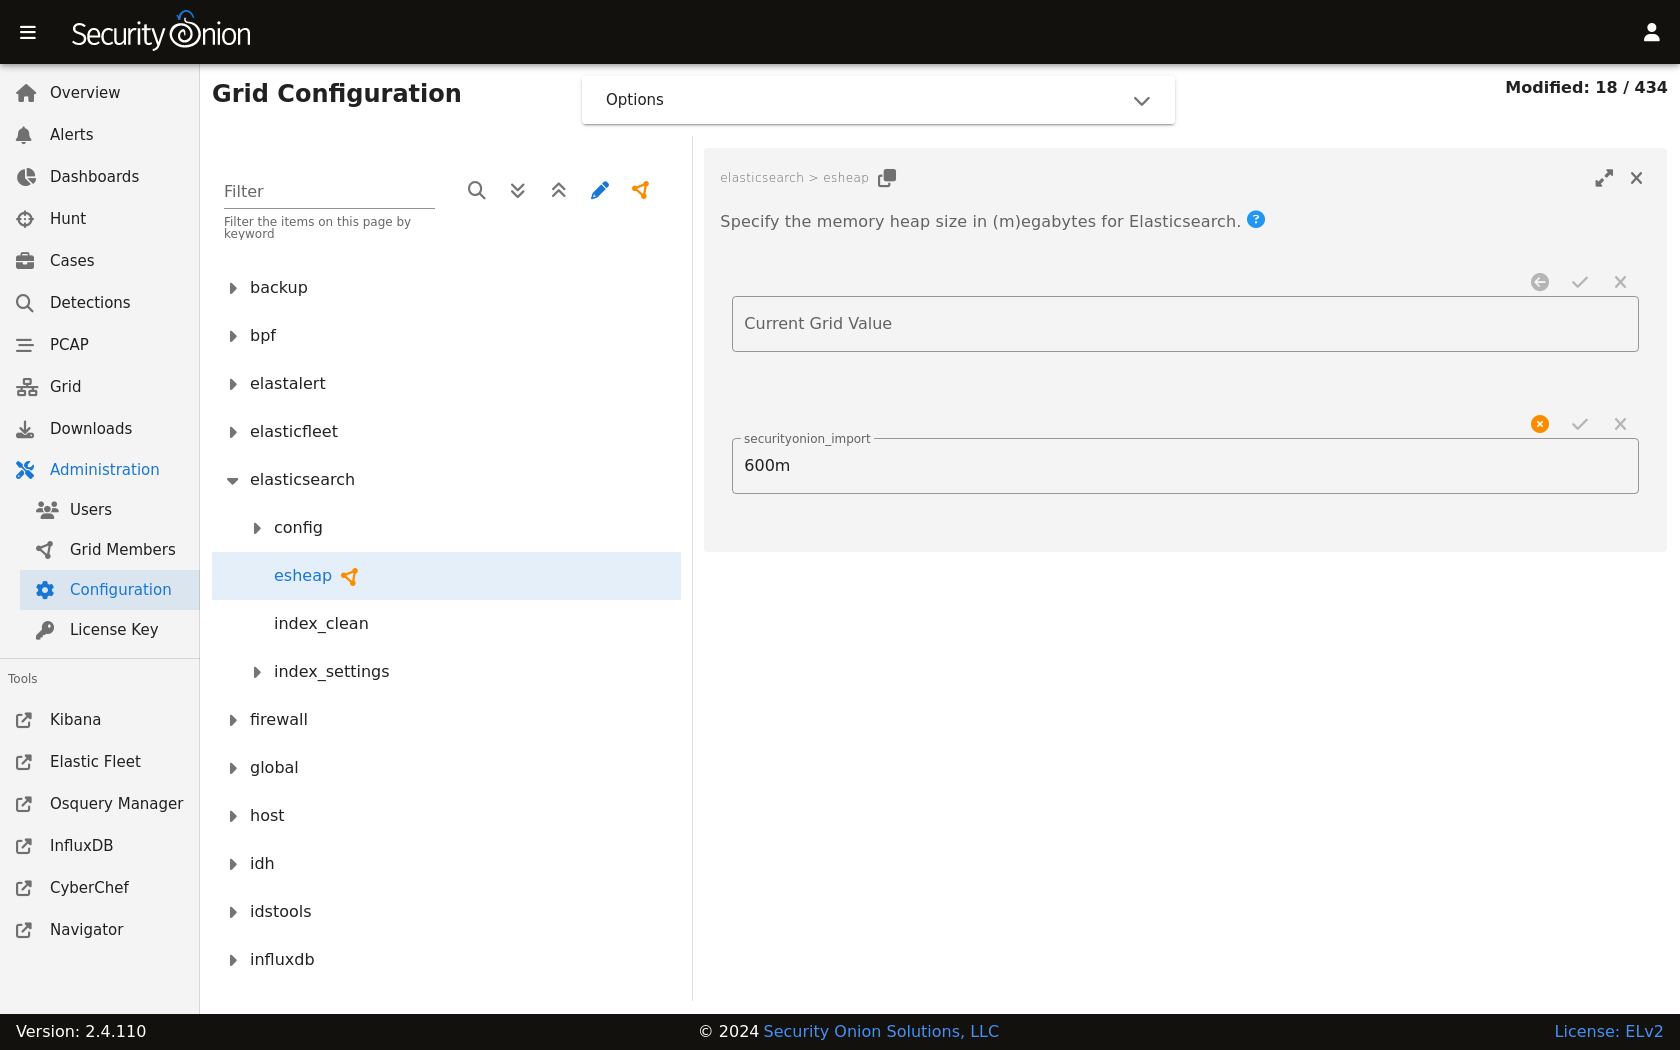 Security Onion
Overview
Alerts
Dashboards
Hunt
Cases
Detections
PCAP
Grid
Downloads
Administration
Users
Grid Members
Configuration
License Key
Tools
Kibana
Elastic Fleet
Osquery Manager
InfluxDB
CyberChef
Navigator
Grid Configuration
Options
Modified: 18 / 434
Filter
Filter the items on this page by
keyword
backup
bpf
elastalert
elasticfleet
elasticsearch
config
esheap
index_clean
index_settings
firewall
global
host
idh
idstools
influxdb
elasticsearch > esheap
Specify the memory heap size in (m)egabytes for Elasticsearch. ?
Current Grid Value
securityonion_import
600m
Version: 2.4.110
© 2024 Security Onion Solutions, LLC
License: ELv2